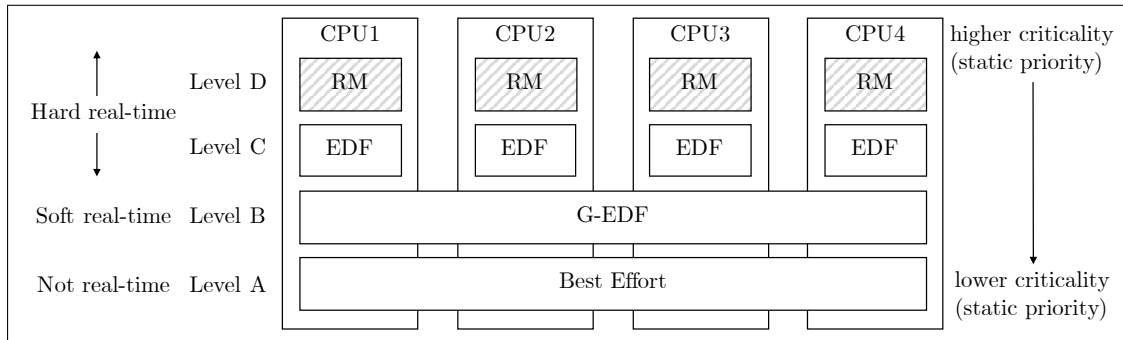 CPU1 CPU2 CPU3 CPU4
higher criticality
(static priority)
Level D RM RM RM RM
Hard real-time
Level C EDF EDF EDF EDF
Soft real-time Level B G-EDF
Not real-time Level A Best Effort
lower criticality
(static priority)